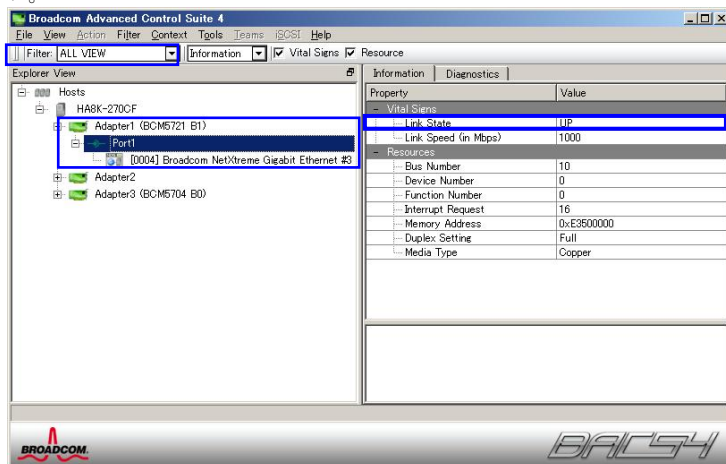 Broadcom Advanced Control Suite 4
File View Action Filter Context Tools Teams iSCSI Help
Filter: ALL VIEW Information Vital Signs Resource
Explorer View
Hosts
HA8K-270CF
Adapter1 (BCM5721 B1)
Port1
[0004] Broadcom NetXtreme Gigabit Ethernet #3
Adapter2
Adapter3 (BCM5704 B0)
Information Diagnostics
Property Value
Vital Signs
Link State UP
Link Speed (in Mbps) 1000
Resources
Bus Number 10
Device Number 0
Function Number 0
Interrupt Request 16
Memory Address 0xE3500000
Duplex Setting Full
Media Type Copper
BROADCOM.
BACS4